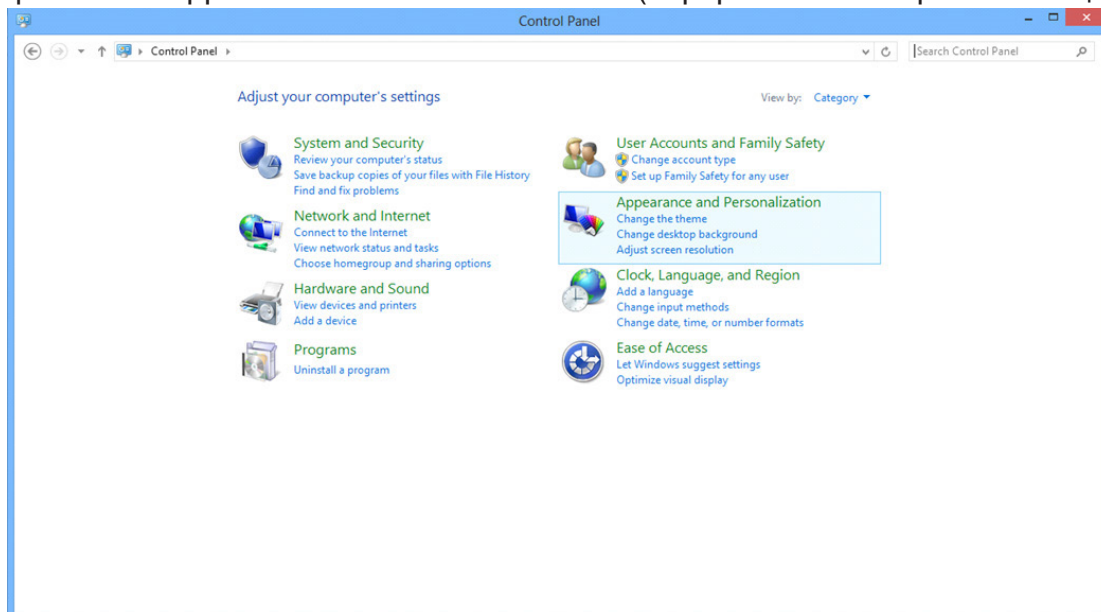 Control Panel
Control Panel
Search Control Panel
Adjust your computer's settings
View by: Category
System and Security
Review your computer's status
Save backup copies of your files with File History
Find and fix problems
Network and Internet
Connect to the Internet
View network status and tasks
Choose homegroup and sharing options
Hardware and Sound
View devices and printers
Add a device
Programs
Uninstall a program
User Accounts and Family Safety
Change account type
Set up Family Safety for any user
Appearance and Personalization
Change the theme
Change desktop background
Adjust screen resolution
Clock, Language, and Region
Add a language
Change input methods
Change date, time, or number formats
Ease of Access
Let Windows suggest settings
Optimize visual display